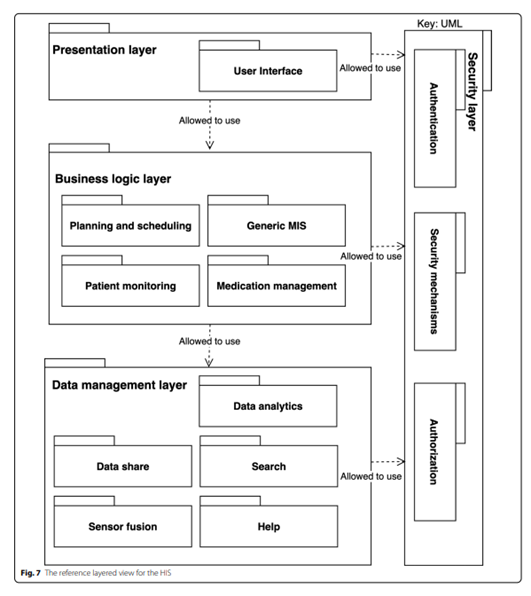 Key: UML
Presentation layer
User Interface
Allowed to use
Security layer
Authentication
Allowed to use
Business logic layer
Planning and scheduling
Generic MIS
Patient monitoring
Medication management
Allowed to use
Security mechanisms
Allowed to use
Data management layer
Data analytics
Data share
Search
Sensor fusion
Help
Allowed to use
Authorization
Fig. 7 The reference layered view for the HIS